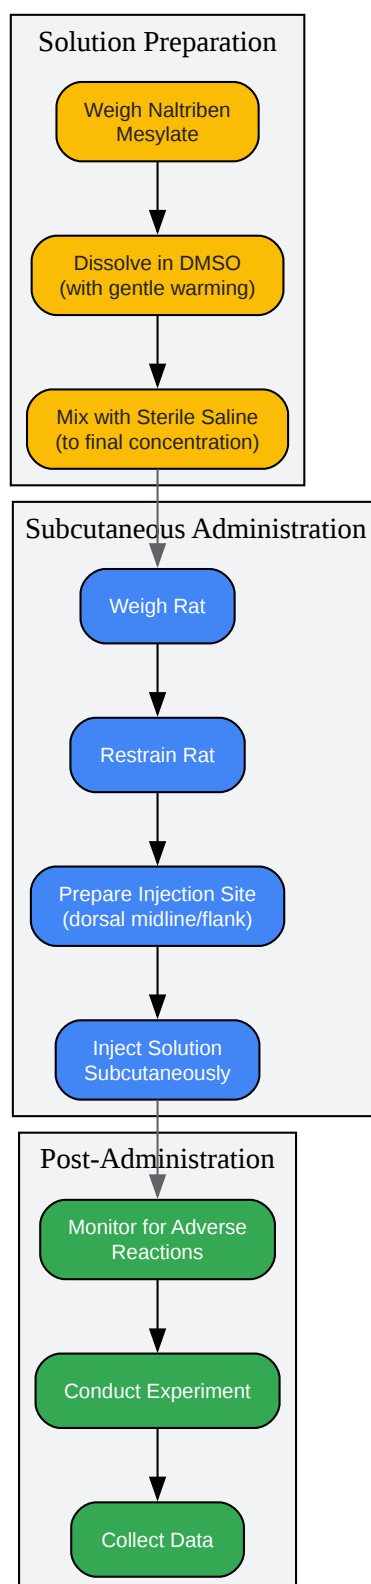 Solution Preparation
Weigh Naltriben
Mesylate
Dissolve in DMSO
(with gentle warming)
Mix with Sterile Saline
(to final concentration)
Subcutaneous Administration
Weigh Rat
Restrain Rat
Prepare Injection Site
(dorsal midline/flank)
Inject Solution
Subcutaneously
Post-Administration
Monitor for Adverse
Reactions
Conduct Experiment
Collect Data